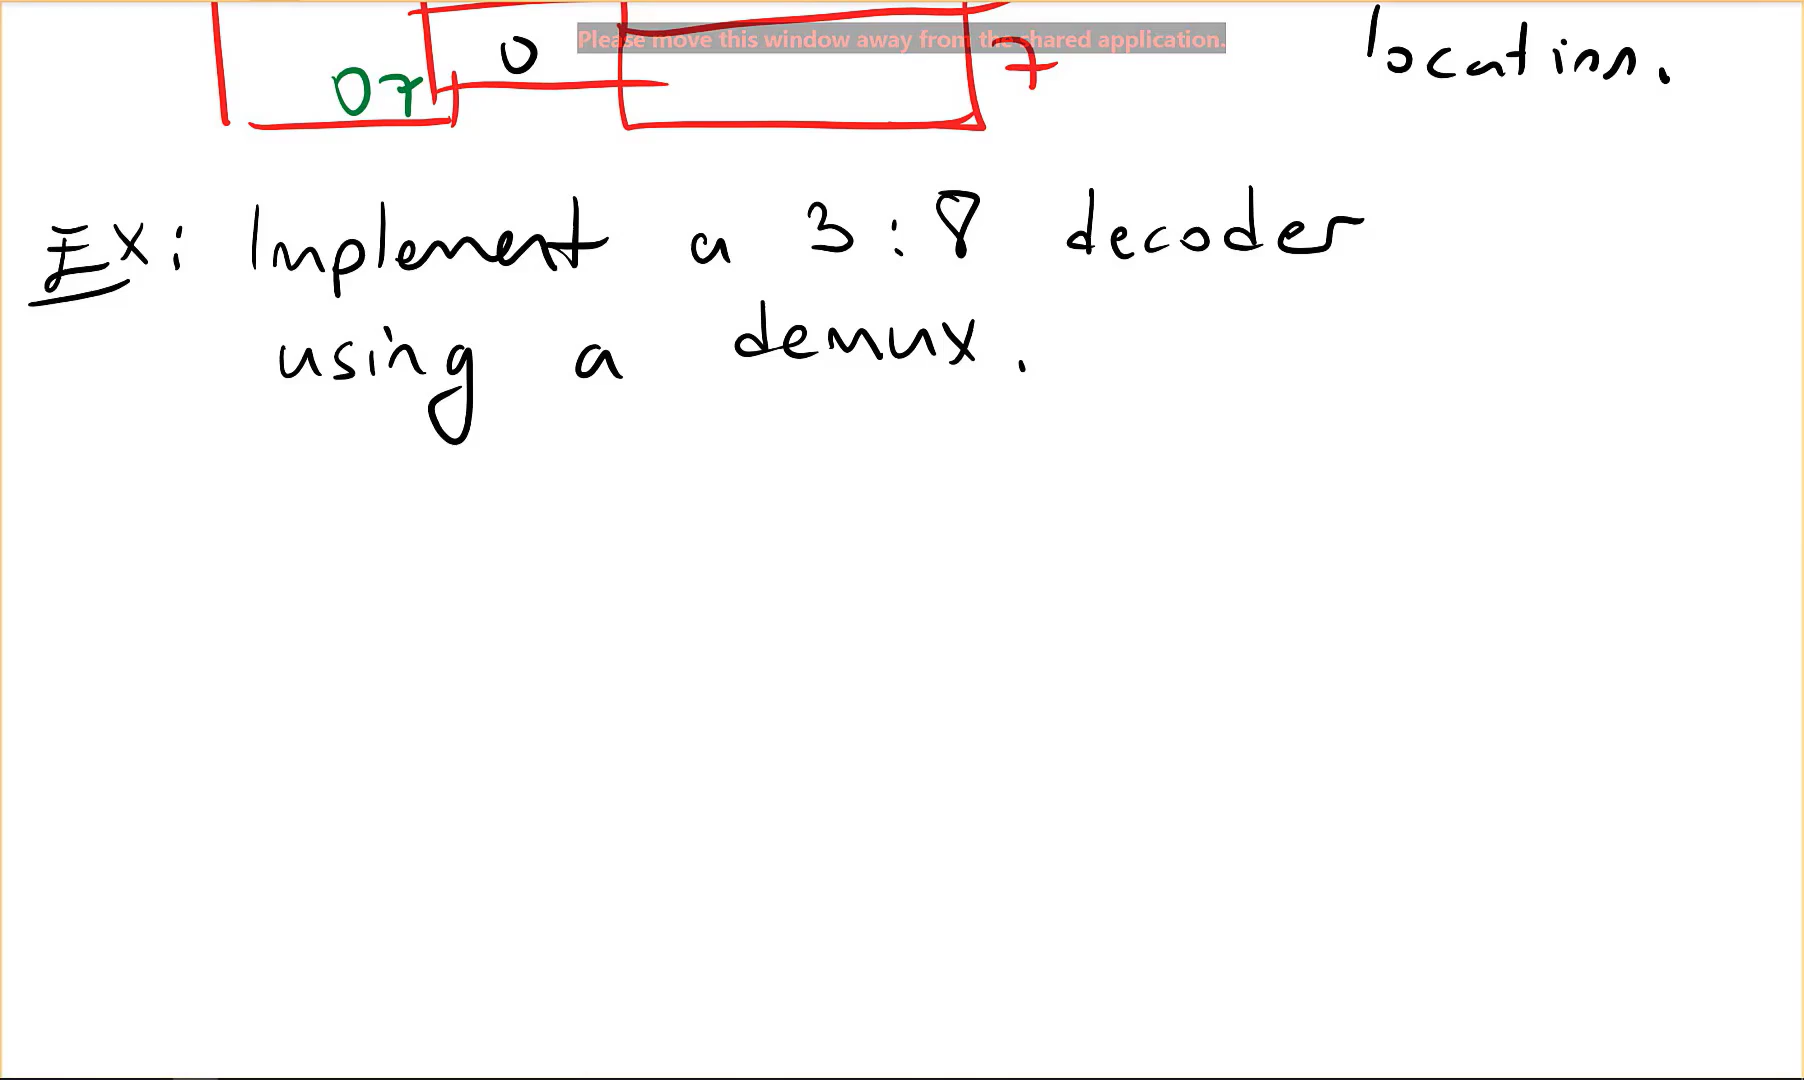 Please move this window away from the shared application.
0
7
location.
07
Ex: Implement a 3:8 decoder
using a demux.